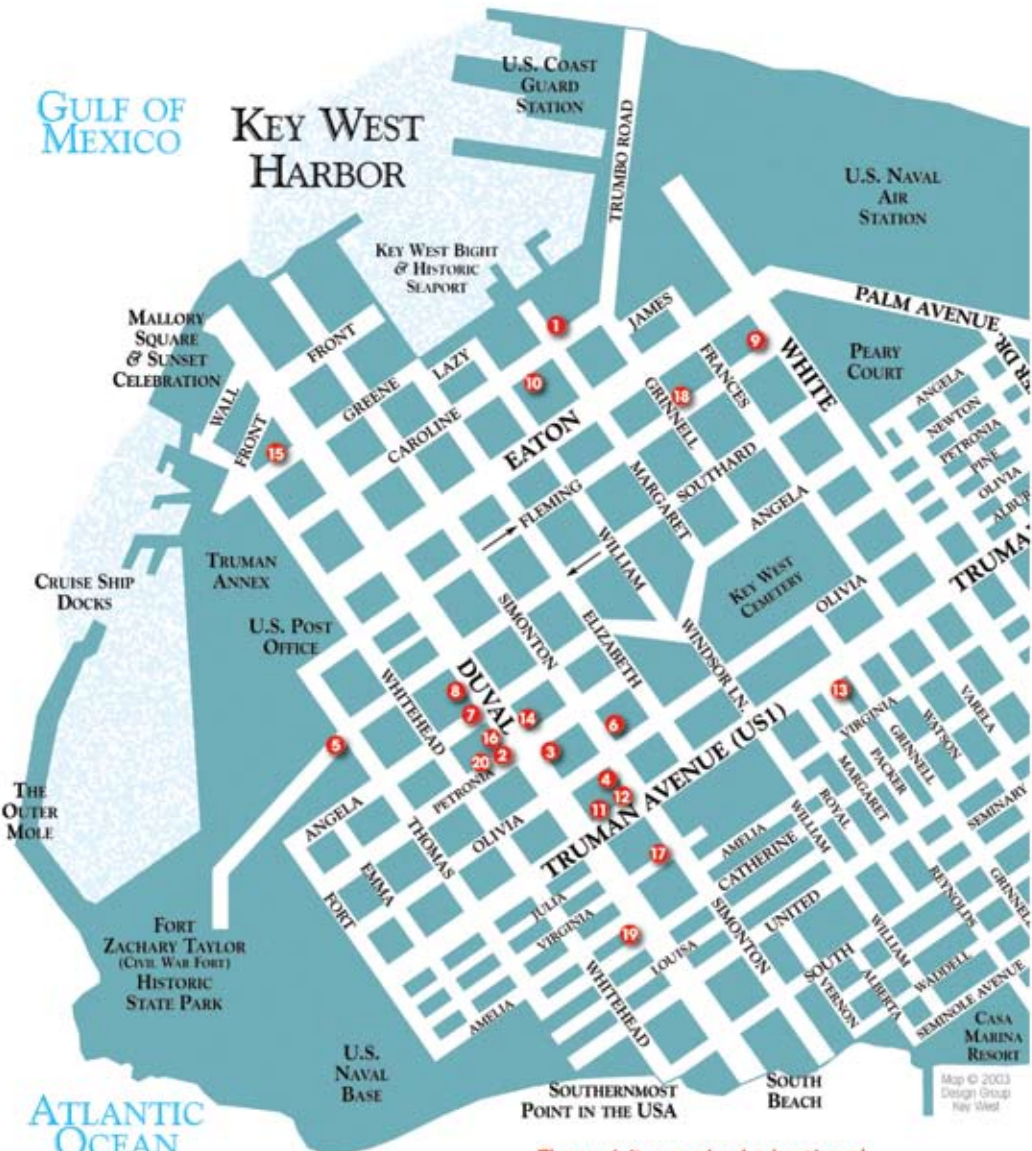 GULF OF
MEXICO
KEY WEST
HARBOR
U.S. COAST
GUARD
STATION
TRUMBO ROAD
U.S. NAVAL
AIR
STATION
KEY WEST BIGHT
& HISTORIC
SEAPORT
MALLORY
SQUARE
& SUNSET
CELEBRATION
FRONT
LAZY
JAMES
PALM AVENUE
1
9
WHITE
PEARY
COURT
WALL
FRONT
GREENE
CAROLINE
10
EATON
18
GRINNELL
FRANCES
ANGELA
NEWTON
PETRONIA
PINE
OLIVIA
15
FLEMING
MARGARET
SOUTHARD
ANGELA
WILLIAM
TRUMA
TRUMAN
ANNEX
CRUISE SHIP
DOCKS
KEY WEST
CEMETERY
OLIVIA
U.S. POST
OFFICE
SIMONTON
ELIZABETH
WINDSOR LN.
DUVAL
WHITEHEAD
8
7
14
6
16
2
3
20
5
13
VIRGINIA
GRINNELL
WATSON
VARELA
PACKER
MARGARET
ROYAL
WILLIAM
SEMINARY
THE
OUTER
MOLE
4
12
11
TRUMAN AVENUE (US1)
PETRONIA
ANGELA
THOMAS
OLIVIA
EMMA
FORT
17
AMELIA
CATHERINE
JULIA
VIRGINIA
19
LOUISA
SIMONTON
UNITED
REYNOLDS
GRINNEL
FORT
ZACHARY TAYLOR
(CIVIL WAR FORT)
HISTORIC
STATE PARK
WHITEHEAD
SOUTH
VERNON
ALBERTA
WILLIAM
WADDELL
SEMINOLE AVENUE
AMELIA
CASA
MARINA
RESORT
U.S.
NAVAL
BASE
SOUTHERNMOST
POINT IN THE USA
SOUTH
BEACH
Map © 2003
Design Group
Key West
ATLANTIC
OCEAN